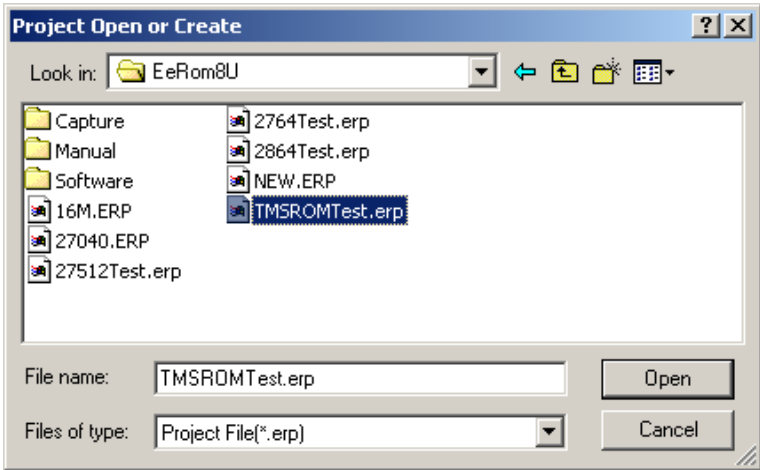 Project Open or Create
Look in: EeRom8U
Capture
Manual
Software
16M.ERP
27040.ERP
27512Test.erp
2764Test.erp
2864Test.erp
NEW.ERP
TMSROMTest.erp
File name: TMSROMTest.erp Open
Files of type: Project File(*.erp) Cancel